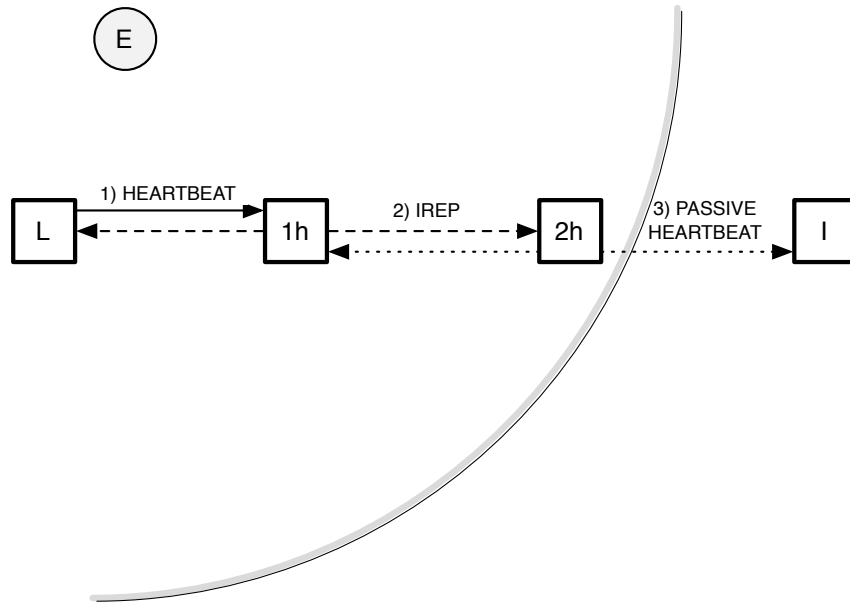 E
1) HEARTBEAT
2) IREP
3) PASSIVE
HEARTBEAT
L
1h
2h
I